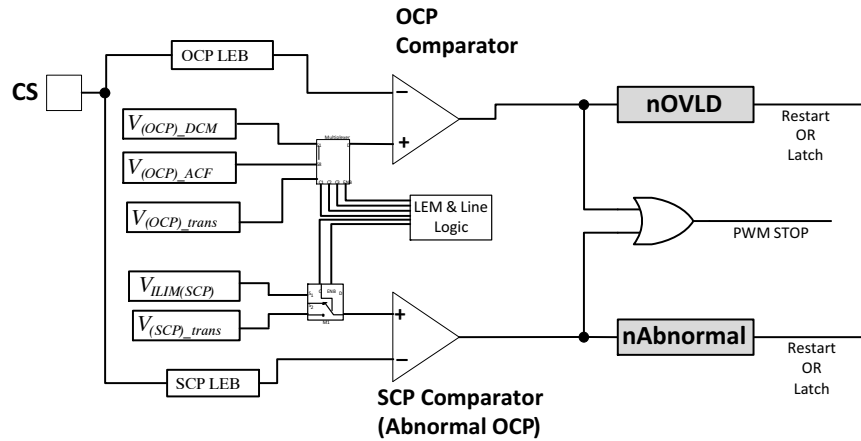 OCP
Comparator
OCP LEB
CS
nOVLD
Restart
OR
Latch
V(OCP)_DCM
Multiplexer
V(OCP)_ACF
V(OCP)_trans
LEM & Line
Logic
PWM STOP
VILIM(SCP)
V(SCP)_trans
nAbnormal
Restart
OR
Latch
SCP LEB
SCP Comparator
(Abnormal OCP)